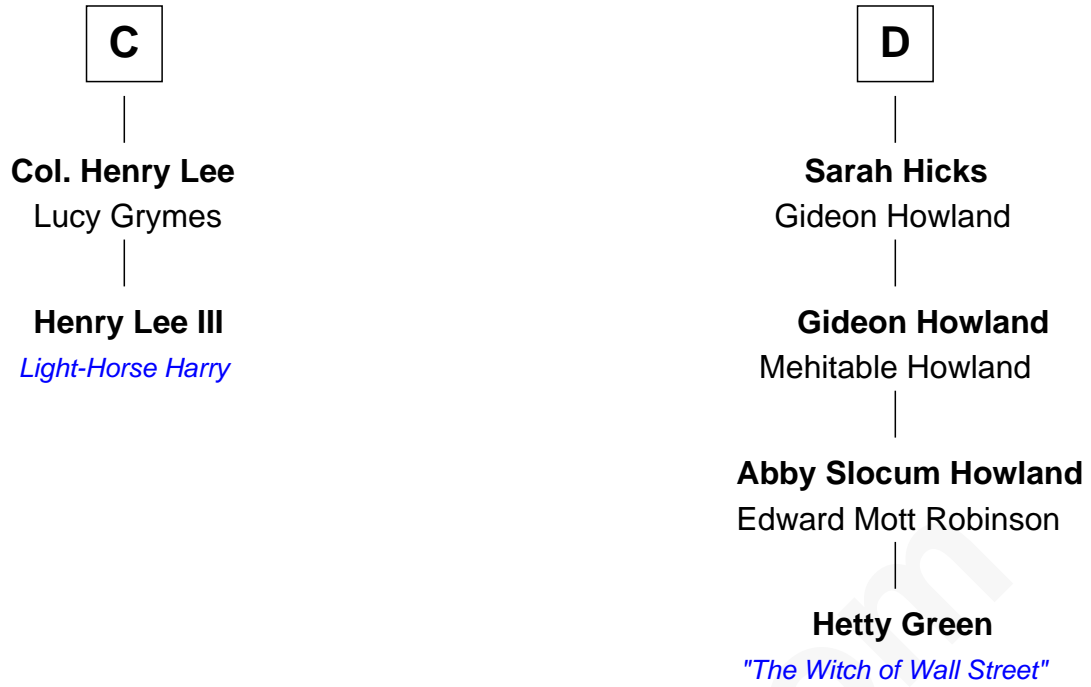 C
Col. Henry Lee
Lucy Grymes
Henry Lee III
Light-Horse Harry
D
Sarah Hicks
Gideon Howland
Gideon Howland
Mehitable Howland
Abby Slocum Howland
Edward Mott Robinson
Hetty Green
"The Witch of Wall Street"